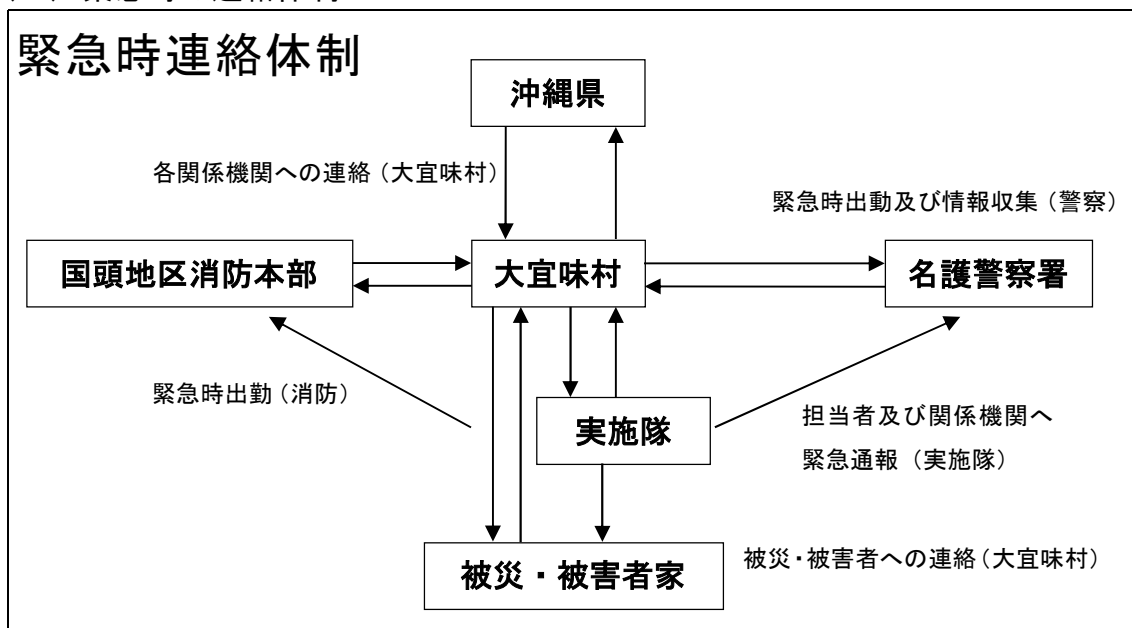 緊急時連絡体制
沖縄県
各関係機関への連絡（大宜味村）
緊急時出動及び情報収集（警察）
国頭地区消防本部
大宜味村
名護警察署
緊急時出勤（消防）
実施隊
担当者及び関係機関へ
緊急通報（実施隊）
被災・被害者家
被災・被害者への連絡（大宜味村）